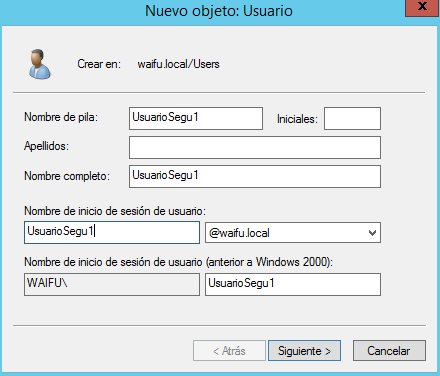 Nuevo objeto: Usuario
Crear en: waifu.local/Users
Nombre de pila: UsuarioSegu1 Iniciales:
Apellidos:
Nombre completo: UsuarioSegu1
Nombre de inicio de sesión de usuario:
UsuarioSegu1 @waifu.local
Nombre de inicio de sesión de usuario (anterior a Windows 2000):
WAIFU\ UsuarioSegu1
< Atrás Siguiente > Cancelar